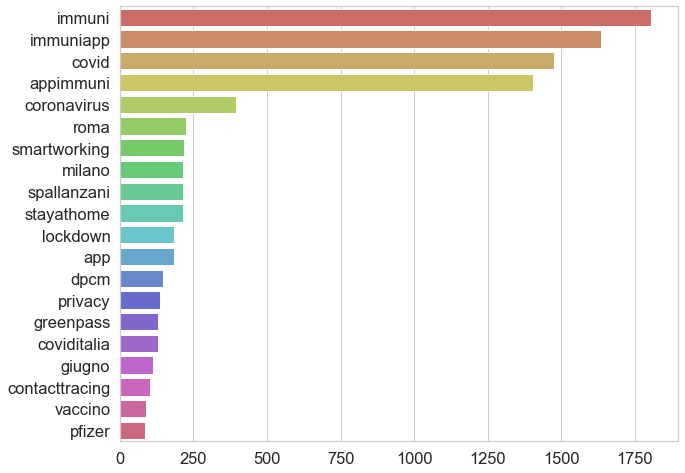 immuni
immuniapp
covid
appimmuni
coronavirus
roma
smartworking
milano
spallanzani
stayathome
lockdown
app
dpcm
privacy
greenpass
coviditalia
giugno
contacttracing
vaccino
pfizer
0 250 500 750 1000 1250 1500 1750